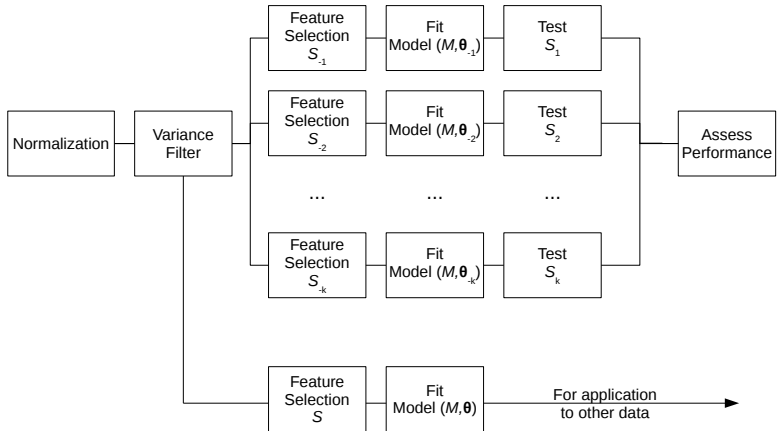 Normalization
Variance
Filter
Feature
Selection
S₋₁
Fit
Model (M,θ₋₁)
Test
S₁
Feature
Selection
S₋₂
Fit
Model (M,θ₋₂)
Test
S₂
...
...
...
Feature
Selection
S₋ₖ
Fit
Model (M,θ₋ₖ)
Test
Sₖ
Assess
Performance
Feature
Selection
S
Fit
Model (M,θ)
For application
to other data